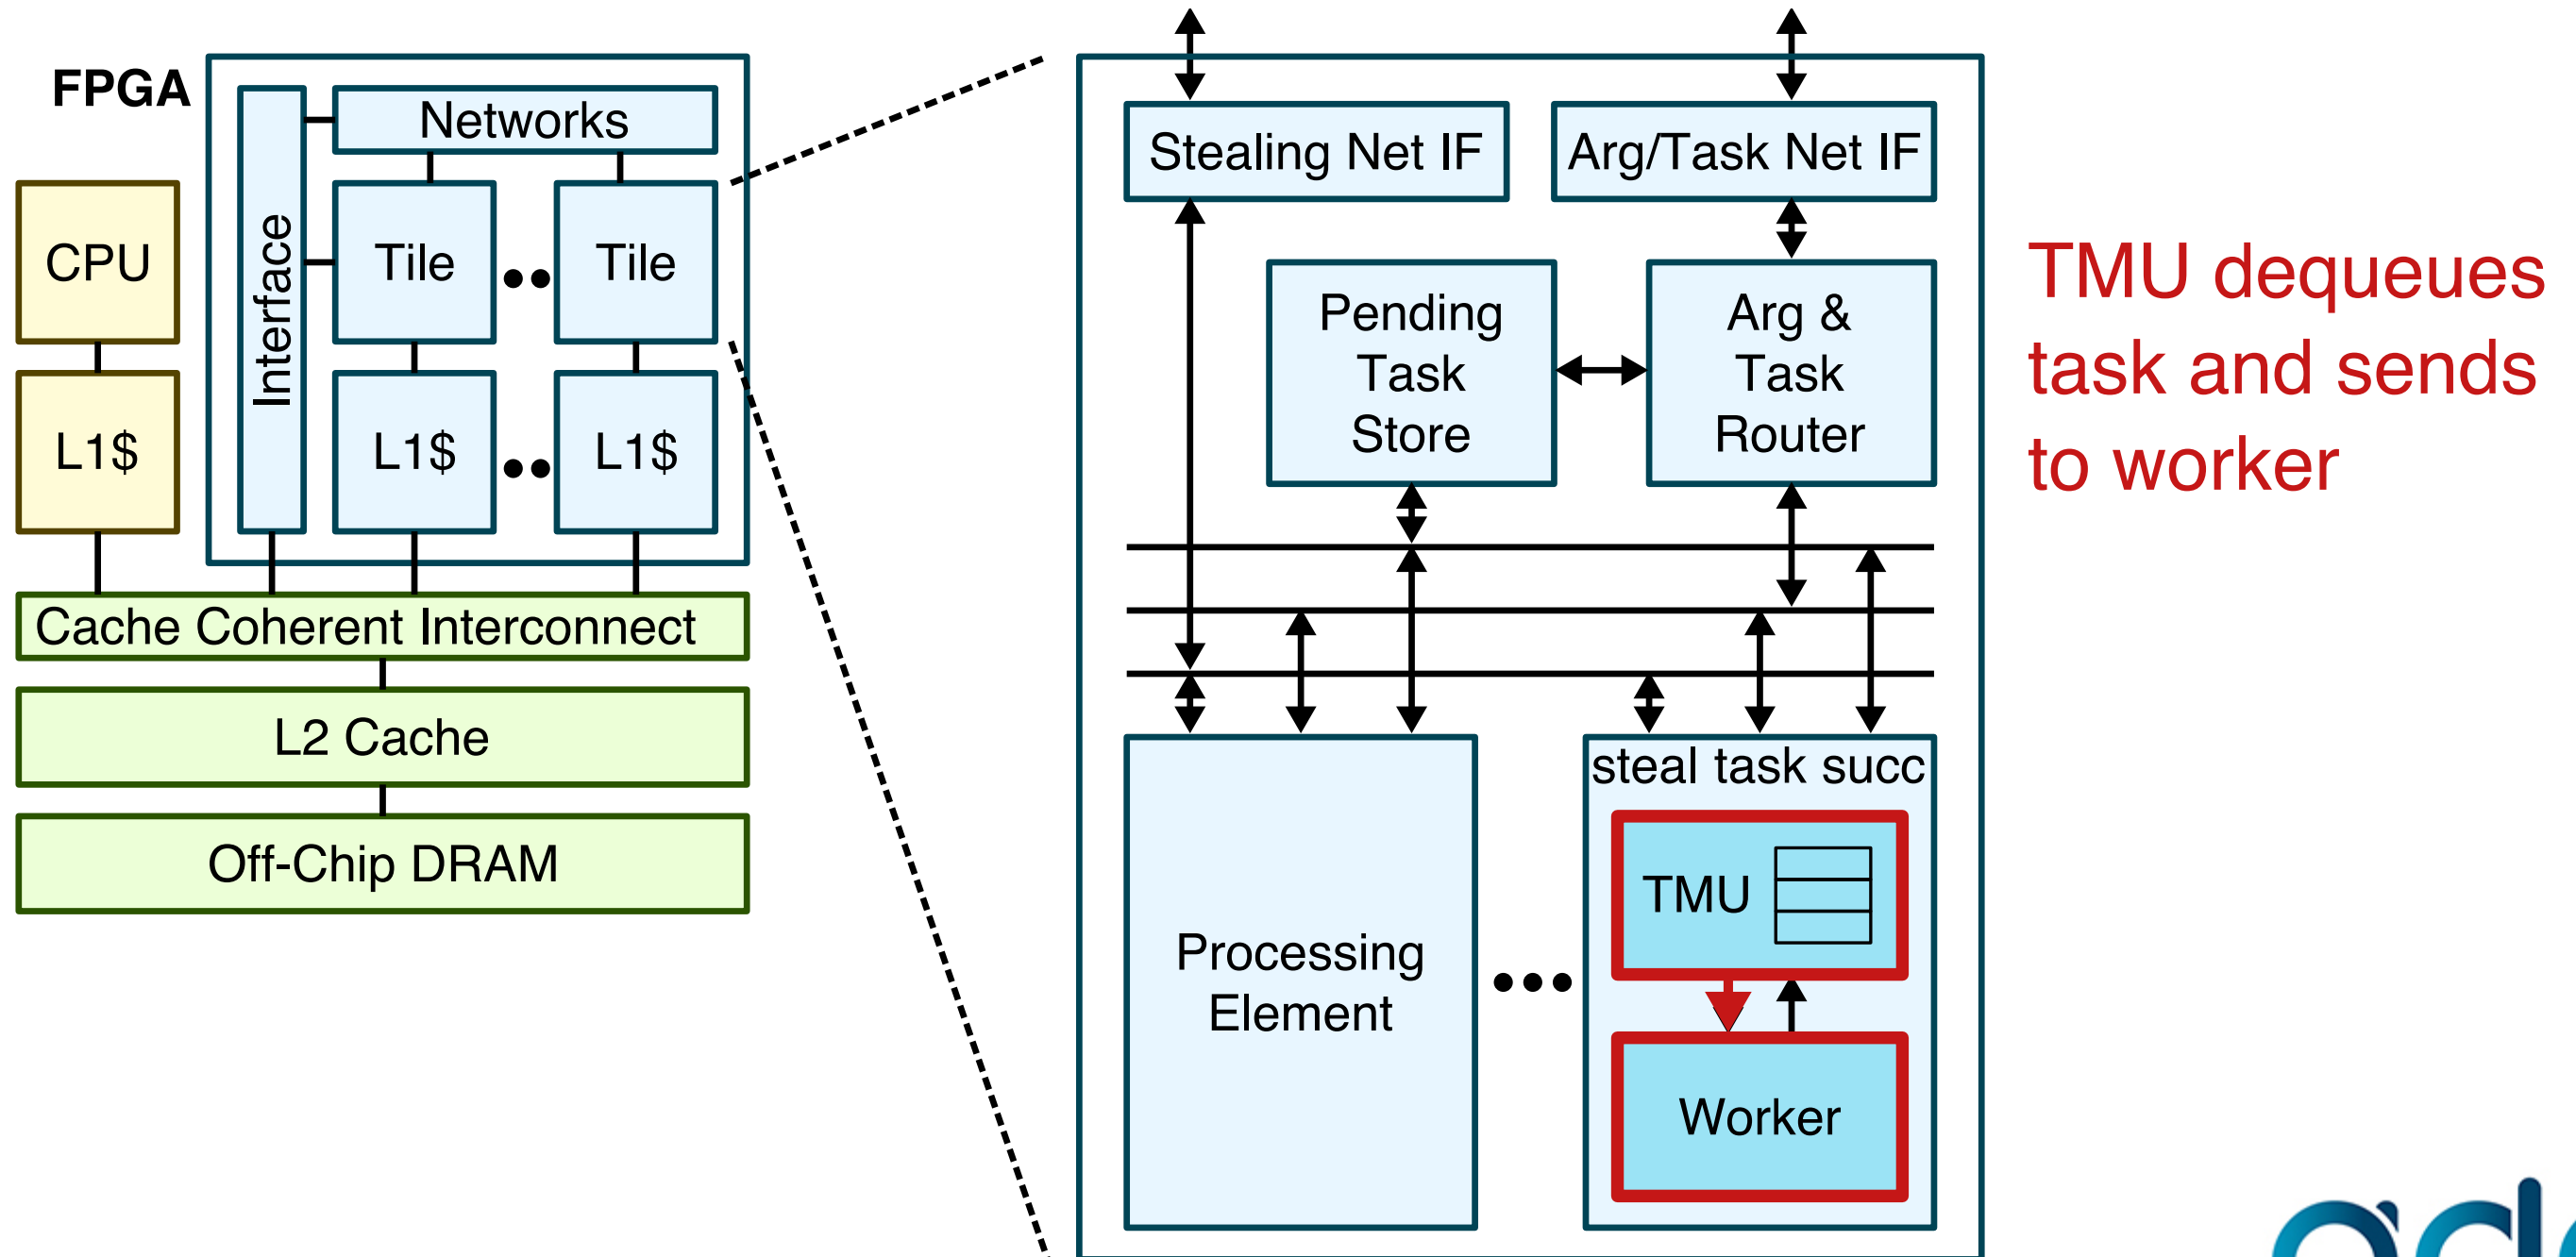 FPGA
Networks
Interface
CPU
Tile
Tile
L1$
L1$
L1$
Cache Coherent Interconnect
L2 Cache
Off-Chip DRAM
Stealing Net IF
Arg/Task Net IF
Pending
Task
Store
Arg &
Task
Router
steal task succ
TMU
Processing
Element
Worker
TMU dequeues
task and sends
to worker